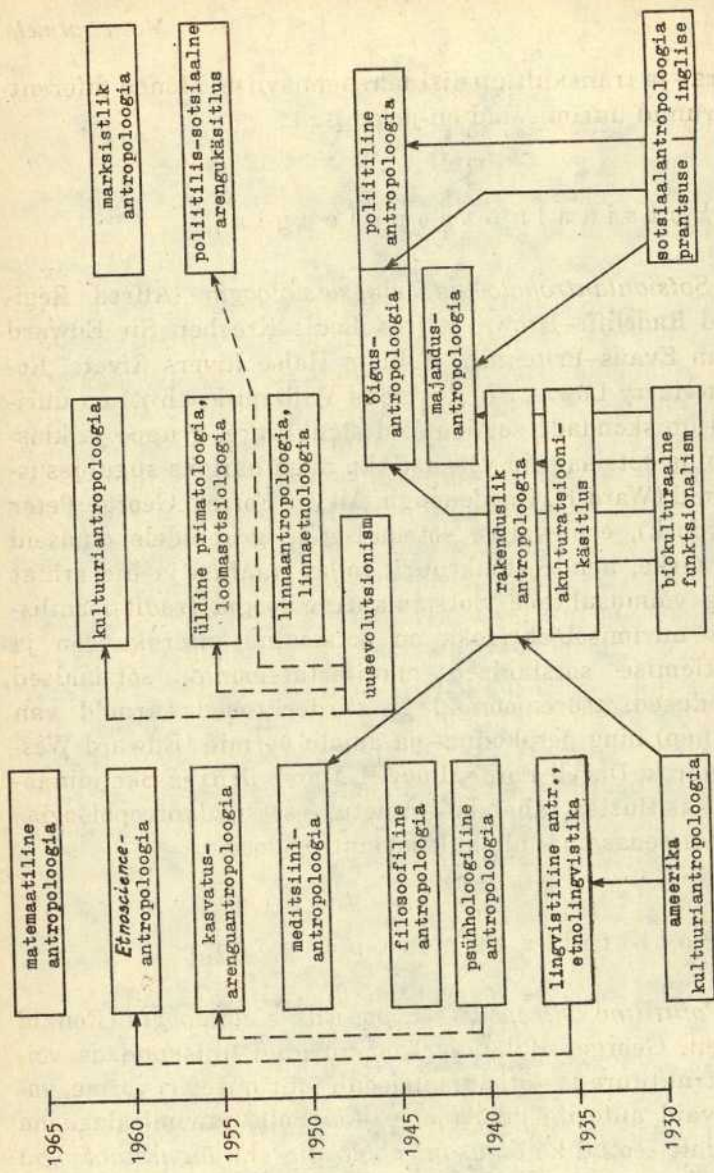 1965
matemaatiline
antropoloogia
marksistlik
antropoloogia
1960
Etnoscience-
antropoloogia
kultuuriantropoloogia
1955
kasvatus-
arenguantropoloogia
üldine primatoloogia,
loomasotsioloogia
poliitilis-sotsiaalne
arengukäsitlus
1950
meditsiini-
antropoloogia
linnaantropoloogia,
linnaetnoloogia
uusevolutsionism
1945
filosoofiline
antropoloogia
õigus-
antropoloogia
poliitiline
antropoloogia
psühholoogiline
antropoloogia
majandus-
antropoloogia
1940
rakenduslik
antropoloogia
1935
lingvistiline antr.,
etnolingvistika
akulturatsiooni-
käsitlus
1930
ameerika
kultuuriantropoloogia
biokultuuraalne
funktsionalism
sotsiaalantropoloogia
prantsuse inglise